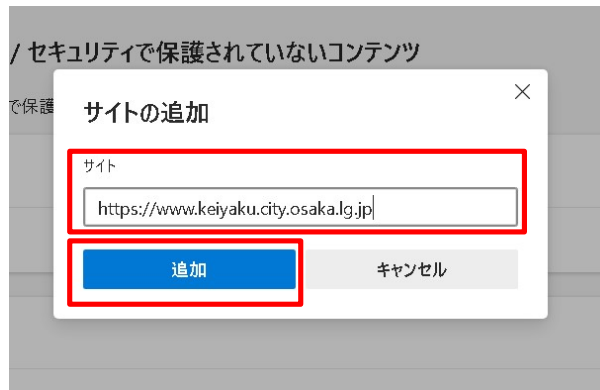 / セキュリティで保護されていないコンテンツ
で保護
サイトの追加
サイト
https://www.keiyaku.city.osaka.lg.jp
追加
キャンセル